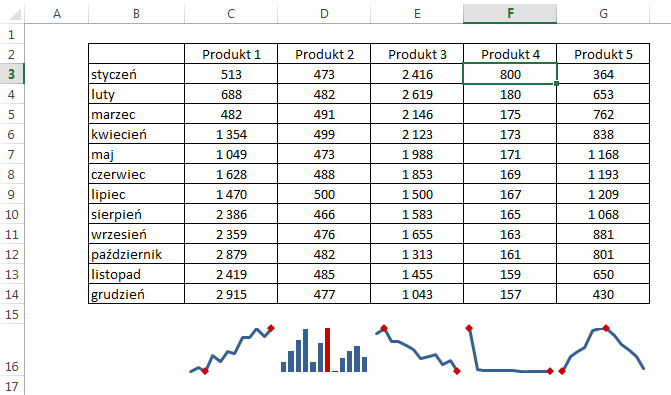 A B C D E F G
1
2 Produkt 1 Produkt 2 Produkt 3 Produkt 4 Produkt 5
3 styczeń 513 473 2 416 800 364
4 luty 688 482 2 619 180 653
5 marzec 482 491 2 146 175 762
6 kwiecień 1 354 499 2 123 173 838
7 maj 1 049 473 1 988 171 1 168
8 czerwiec 1 628 488 1 853 169 1 193
9 lipiec 1 470 500 1 500 167 1 209
10 sierpień 2 386 466 1 583 165 1 068
11 wrzesień 2 359 476 1 655 163 881
12 październik 2 879 482 1 313 161 801
13 listopad 2 419 485 1 455 159 650
14 grudzień 2 915 477 1 043 157 430
15
16
17